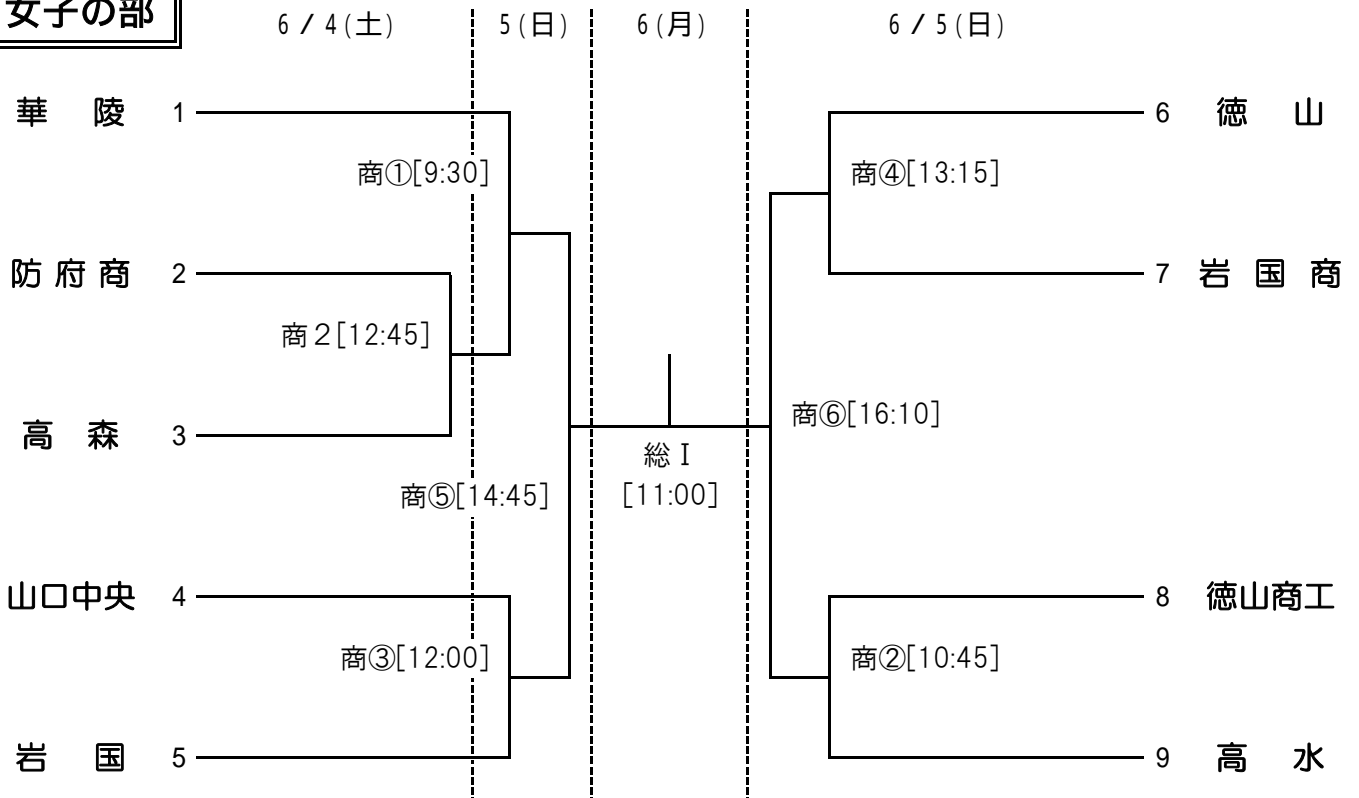 女子の部
6/4(土) 5(日) 6(月) 6/5(日)
華陵 1
6 徳山
商①[9:30]
商④[13:15]
防府商 2
7 岩国商
商2[12:45]
高森 3
商⑥[16:10]
総Ⅰ
[11:00]
商⑤[14:45]
山口中央 4
8 徳山商工
商③[12:00]
商②[10:45]
岩国 5
9 高水